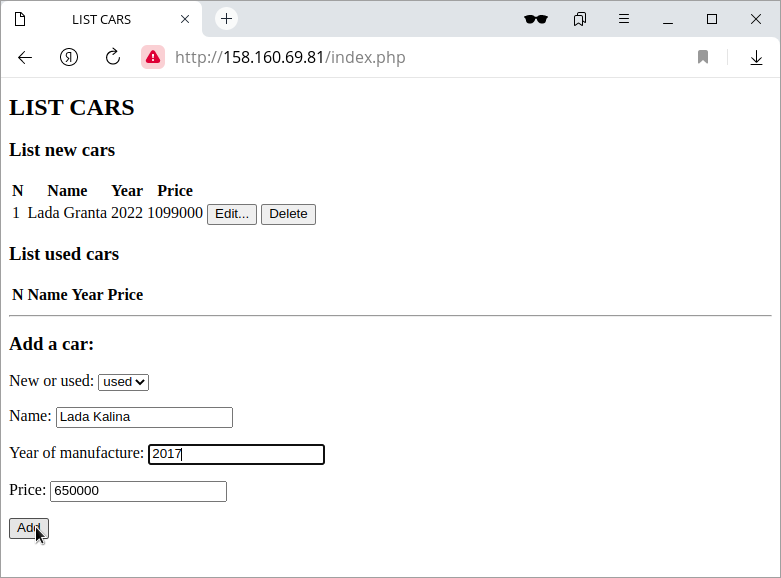 LIST CARS
http://158.160.69.81/index.php
LIST CARS
List new cars
N Name Year Price
1 Lada Granta 2022 1099000 Edit... Delete
List used cars
N Name Year Price
Add a car:
New or used: used
Name: Lada Kalina
Year of manufacture: 2017
Price: 650000
Add